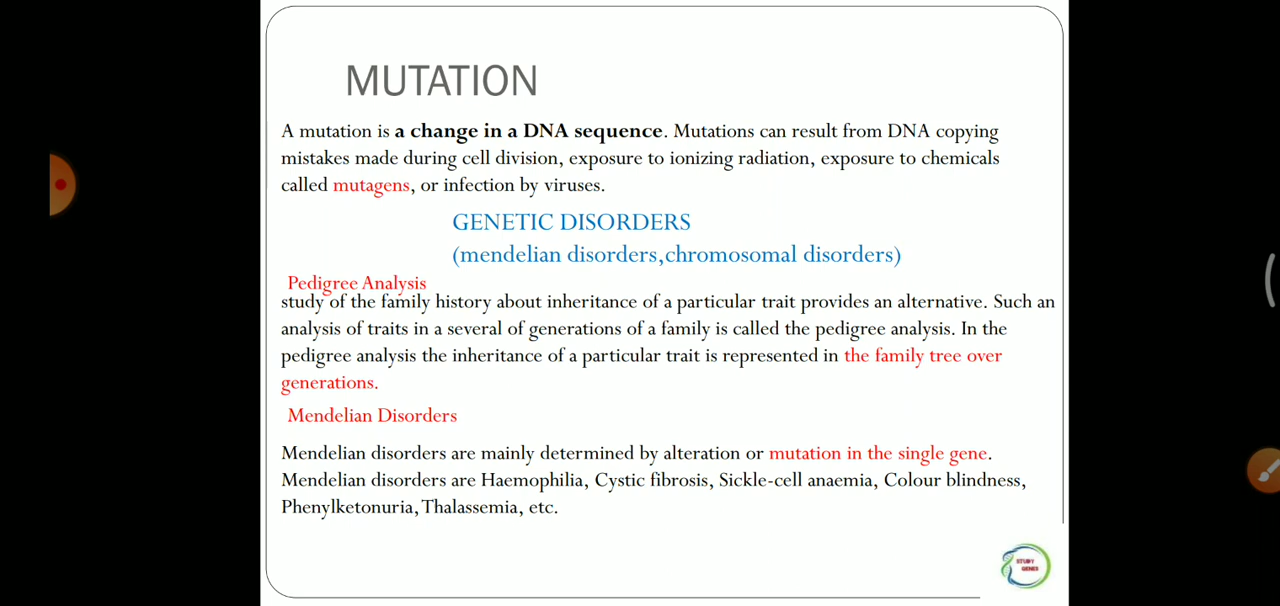 MUTATION
A mutation is a change in a DNA sequence. Mutations can result from DNA copying
mistakes made during cell division, exposure to ionizing radiation, exposure to chemicals
called mutagens, or infection by viruses.
GENETIC DISORDERS
(mendelian disorders,chromosomal disorders)
Pedigree Analysis
study of the family history about inheritance of a particular trait provides an alternative. Such an
analysis of traits in a several of generations of a family is called the pedigree analysis. In the
pedigree analysis the inheritance of a particular trait is represented in the family tree over
generations.
Mendelian Disorders
Mendelian disorders are mainly determined by alteration or mutation in the single gene.
Mendelian disorders are Haemophilia, Cystic fibrosis, Sickle-cell anaemia, Colour blindness,
Phenylketonuria, Thalassemia, etc.
STUDY
GENES